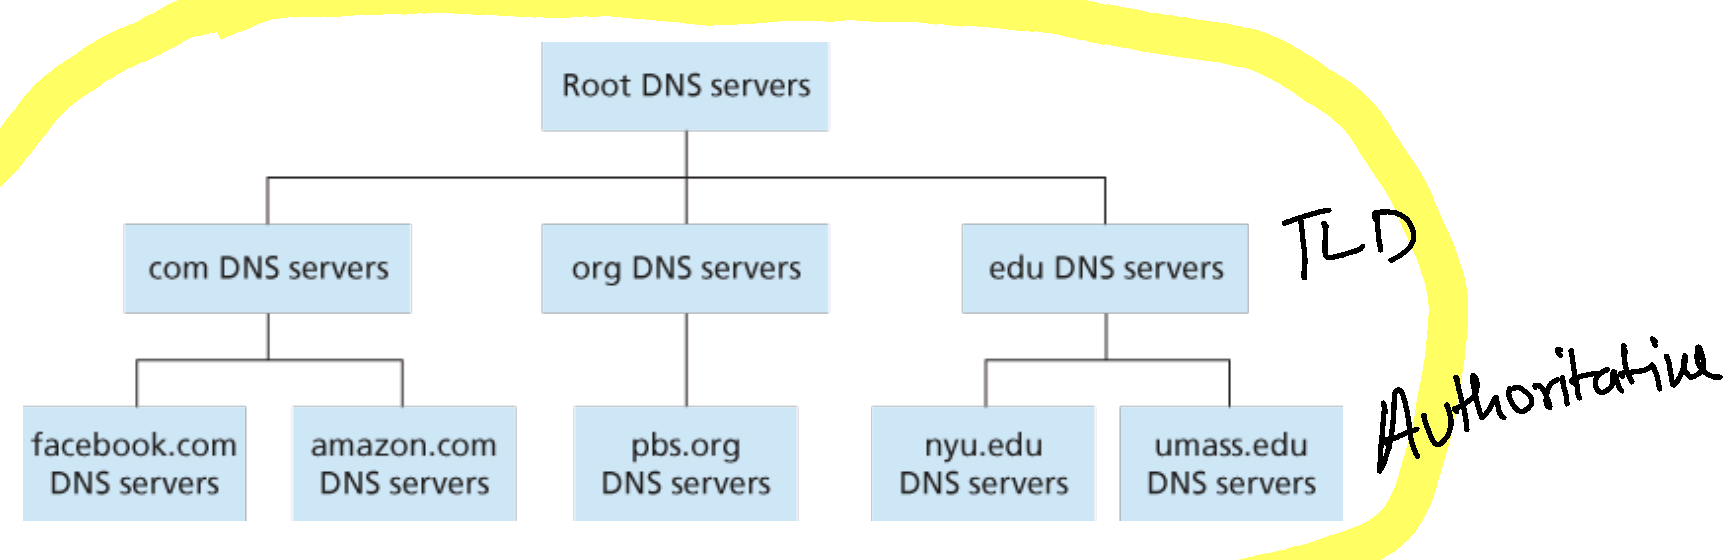 Root DNS servers
com DNS servers
org DNS servers
edu DNS servers
TLD
facebook.com
DNS servers
amazon.com
DNS servers
pbs.org
DNS servers
nyu.edu
DNS servers
umass.edu
DNS servers
Authoritative